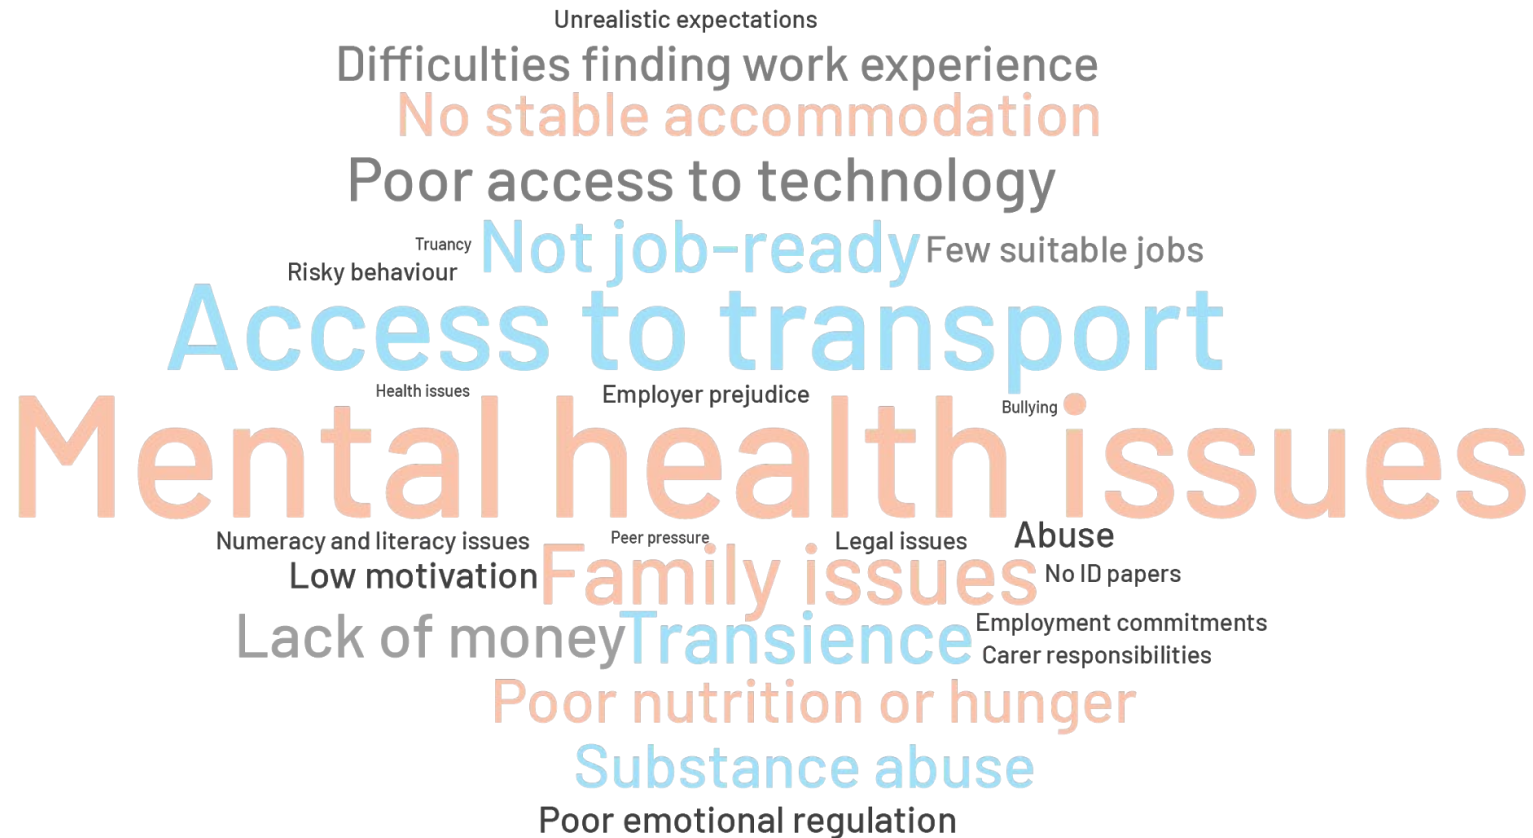 Unrealistic expectations
Difficulties finding work experience
No stable accommodation
Poor access to technology
Truancy
Not job-ready
Few suitable jobs
Risky behaviour
Access to transport
Health issues
Employer prejudice
Bullying
Mental health issues
Numeracy and literacy issues
Peer pressure
Legal issues
Abuse
Low motivation
Family issues
No ID papers
Lack of money
Transience
Employment commitments
Carer responsibilities
Poor nutrition or hunger
Substance abuse
Poor emotional regulation